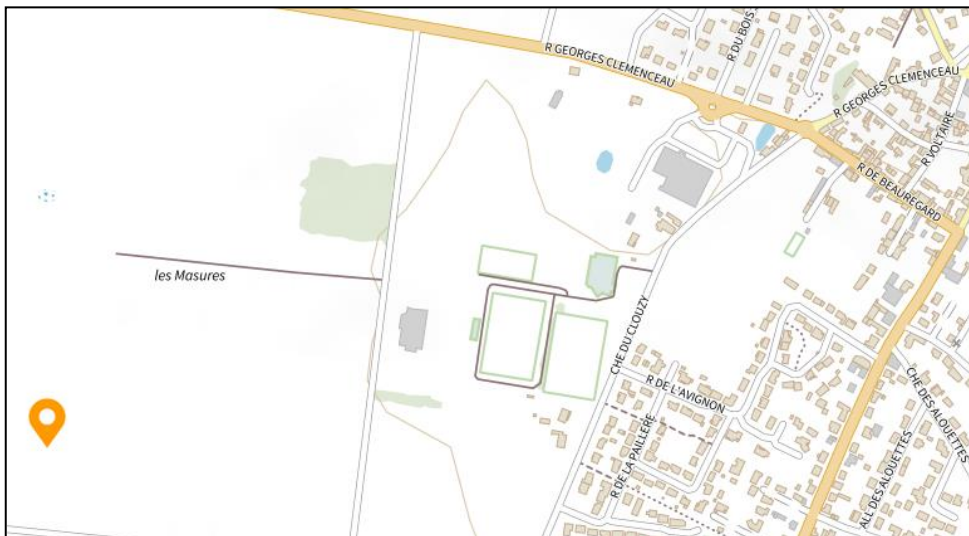 R DU BOIS
R GEORGES CLEMENCEAU
R GEORGES CLEMENCEAU
R VOLTAIRE
R DE BEAUREGARD
les Masures
CHE DU CLOUZY
R DE L'AVIGNON
CHE DES ALOUETTES
R DE LA PAILLERE
ALL DES ALOUETTES